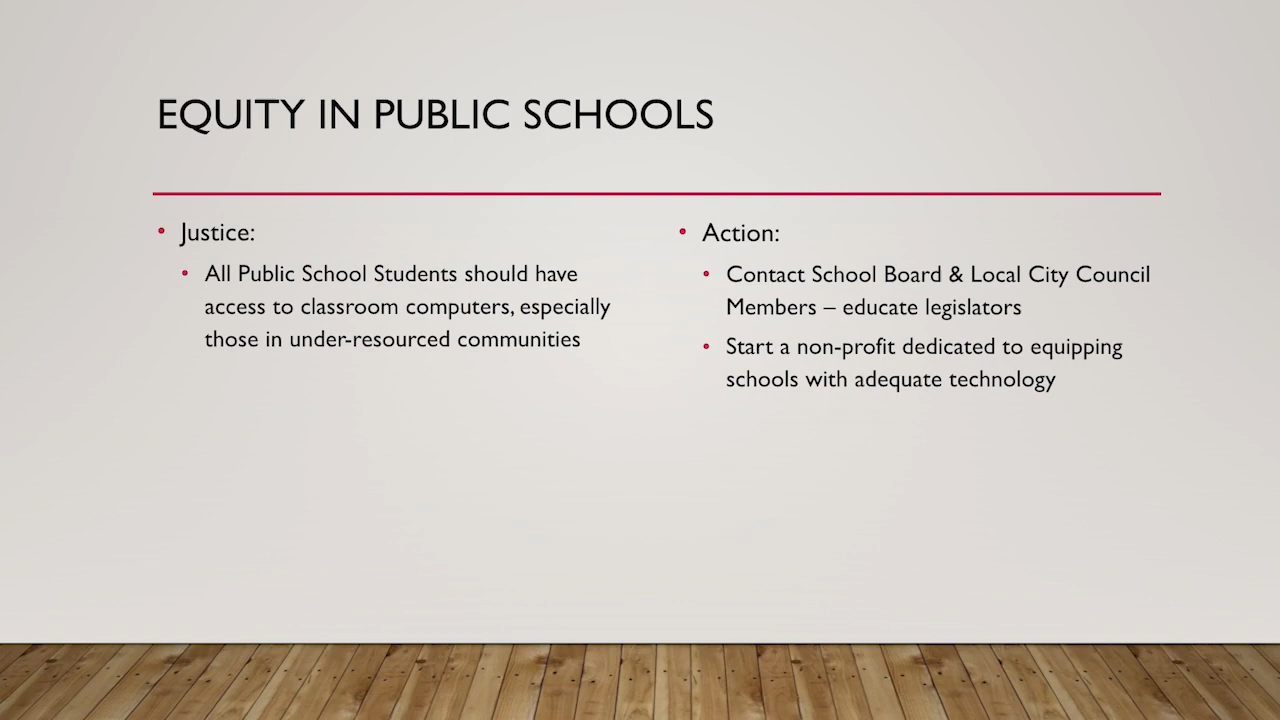 EQUITY IN PUBLIC SCHOOLS
• Justice:
• All Public School Students should have
access to classroom computers, especially
those in under-resourced communities
• Action:
• Contact School Board & Local City Council
Members – educate legislators
• Start a non-profit dedicated to equipping
schools with adequate technology